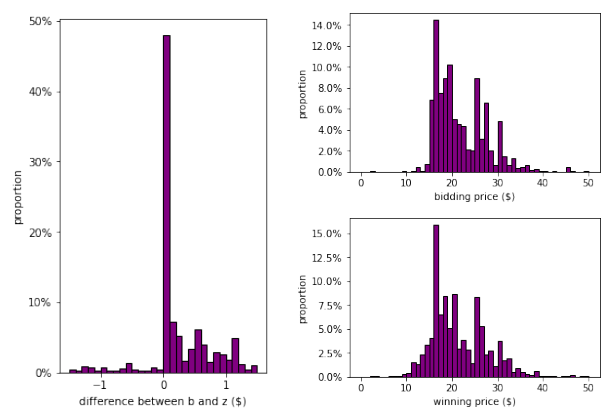 50%
40%
30%
20%
10%
0%
proportion
−1 0 1
difference between b and z ($)
14.0%
12.0%
10.0%
8.0%
6.0%
4.0%
2.0%
0.0%
proportion
0 10 20 30 40 50
bidding price ($)
15.0%
12.5%
10.0%
7.5%
5.0%
2.5%
0.0%
proportion
0 10 20 30 40 50
winning price ($)